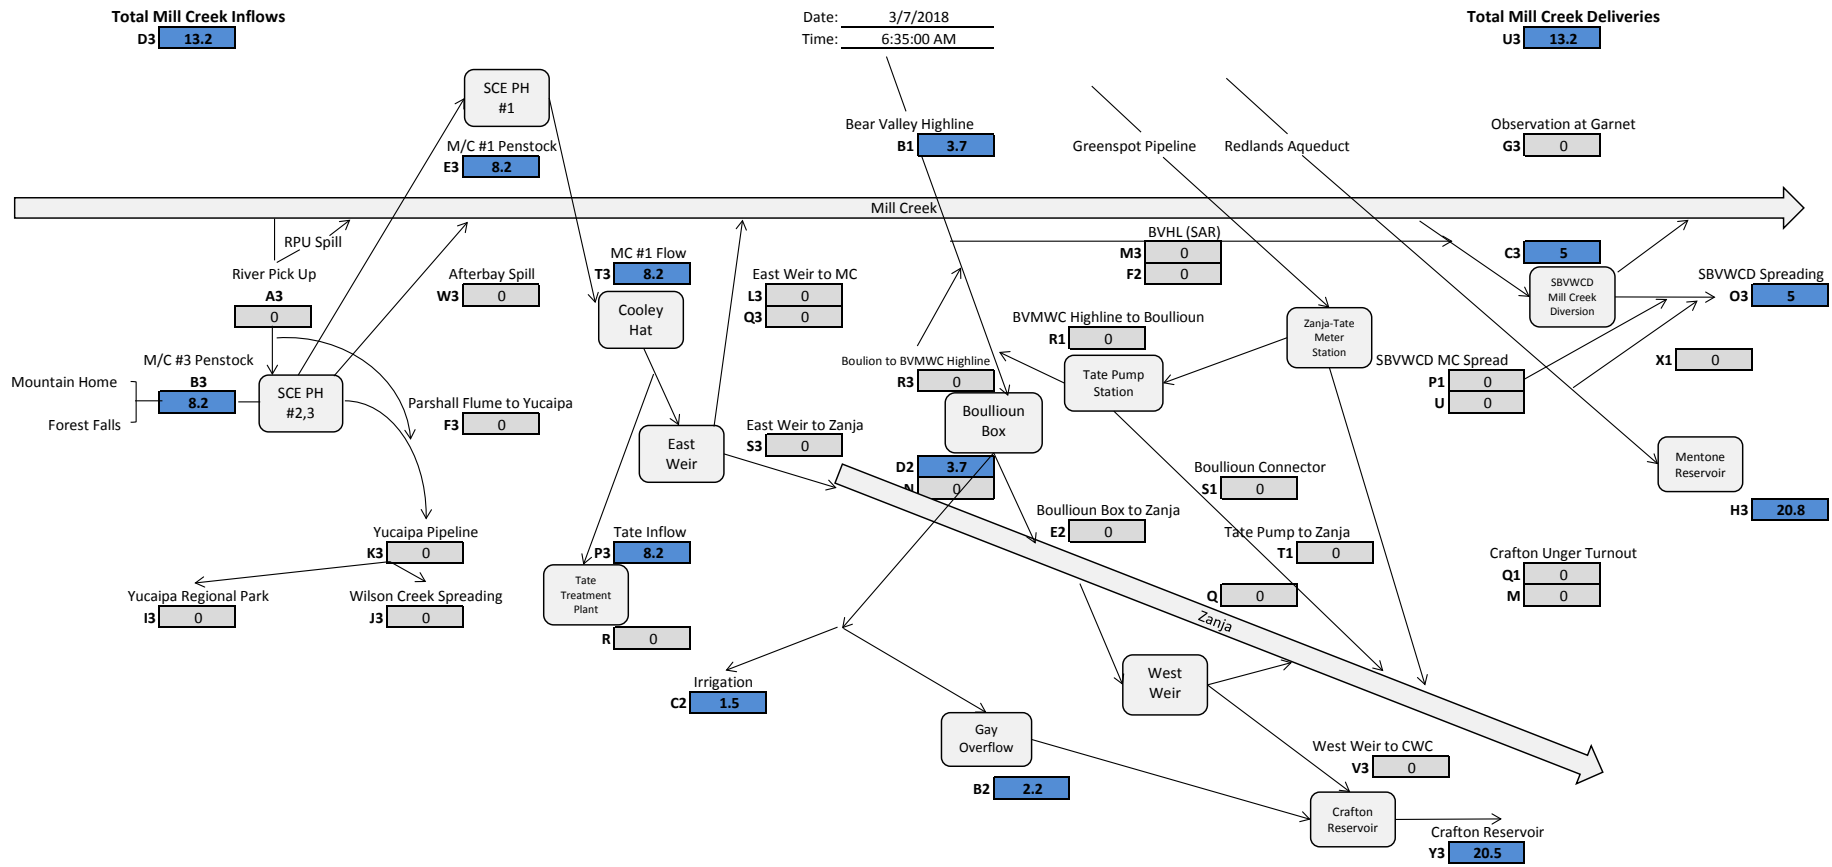 Total Mill Creek Inflows
D3 13.2
Date: 3/7/2018
Time: 6:35:00 AM
Total Mill Creek Deliveries
U3 13.2
SCE PH
#1
M/C #1 Penstock
E3 8.2
Bear Valley Highline
B1 3.7
Greenspot Pipeline
Redlands Aqueduct
Observation at Garnet
G3 0
Mill Creek
RPU Spill
River Pick Up
A3
0
Afterbay Spill
W3 0
MC #1 Flow
T3 8.2
Cooley
Hat
East Weir to MC
L3 0
Q3 0
BVHL (SAR)
M3 0
F2 0
C3 5
SBVWCD
Mill Creek
Diversion
SBVWCD Spreading
O3 5
BVMWC Highline to Boullioun
R1 0
Zanja-Tate
Meter
Station
M/C #3 Penstock
B3
8.2
Mountain Home
Forest Falls
SCE PH
#2,3
Parshall Flume to Yucaipa
F3 0
Boulion to BVMWC Highline
R3 0
Tate Pump
Station
SBVWCD MC Spread
P1 0
U 0
X1 0
Boullioun
Box
East
Weir
East Weir to Zanja
S3 0
D2 3.7
N 0
Boullioun Connector
S1 0
Mentone
Reservoir
H3 20.8
Boullioun Box to Zanja
E2 0
Tate Pump to Zanja
T1 0
Yucaipa Pipeline
K3 0
Tate Inflow
P3 8.2
Tate
Treatment
Plant
R 0
Crafton Unger Turnout
Q1 0
M 0
Yucaipa Regional Park
I3 0
Wilson Creek Spreading
J3 0
Q 0
Zanja
Irrigation
C2 1.5
West
Weir
Gay
Overflow
B2 2.2
West Weir to CWC
V3 0
Crafton
Reservoir
Crafton Reservoir
Y3 20.5